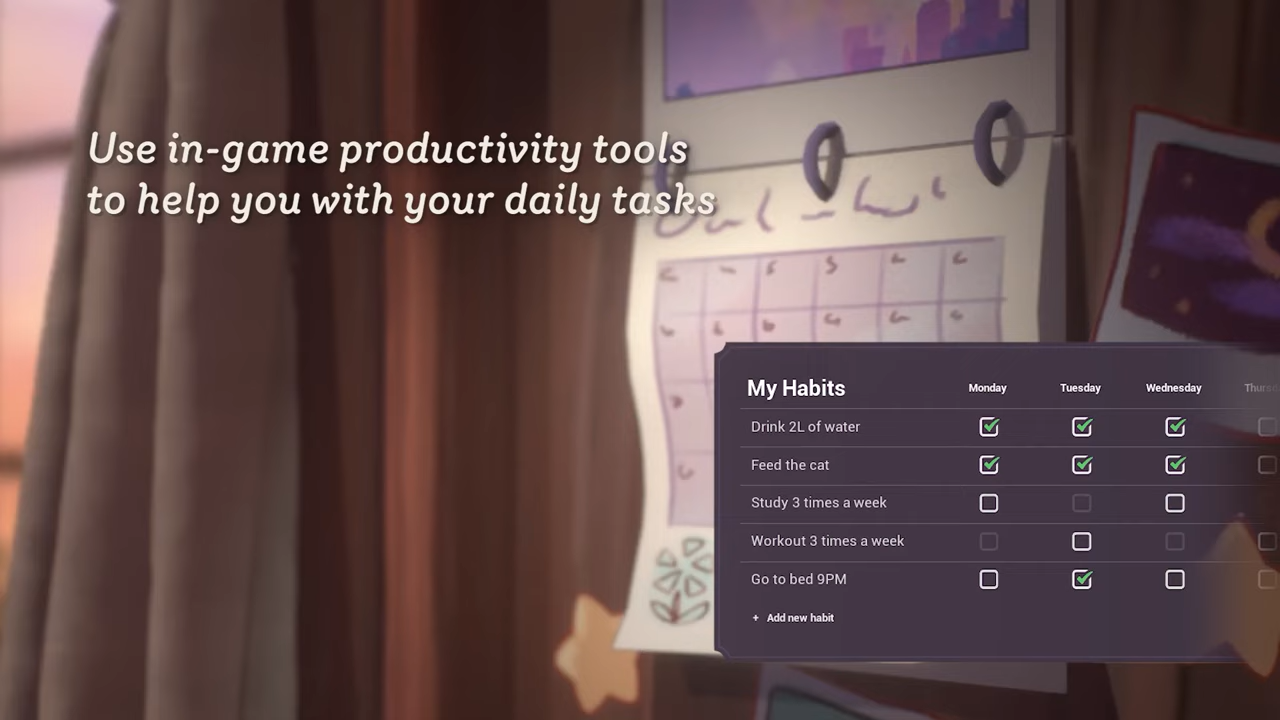 Use in-game productivity tools
to help you with your daily tasks
My Habits Monday Tuesday Wednesday
Drink 2L of water
Feed the cat
Study 3 times a week
Workout 3 times a week
Go to bed 9PM
+ Add new habit